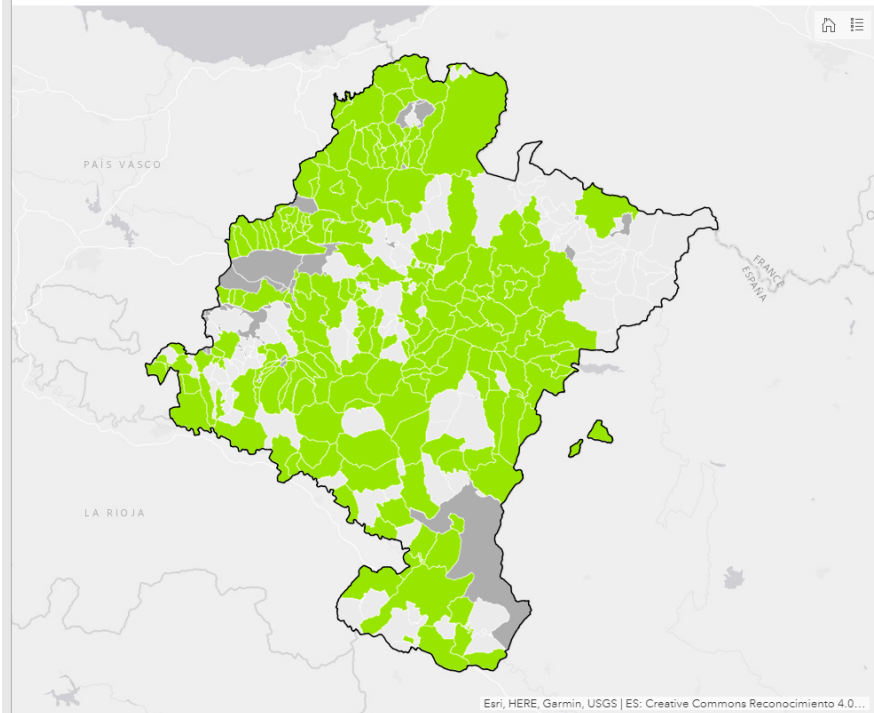 PAÍS VASCO
FRANCE
ESPAÑA
LA RIOJA
Esri, HERE, Garmin, USGS | ES: Creative Commons Reconocimiento 4.0...